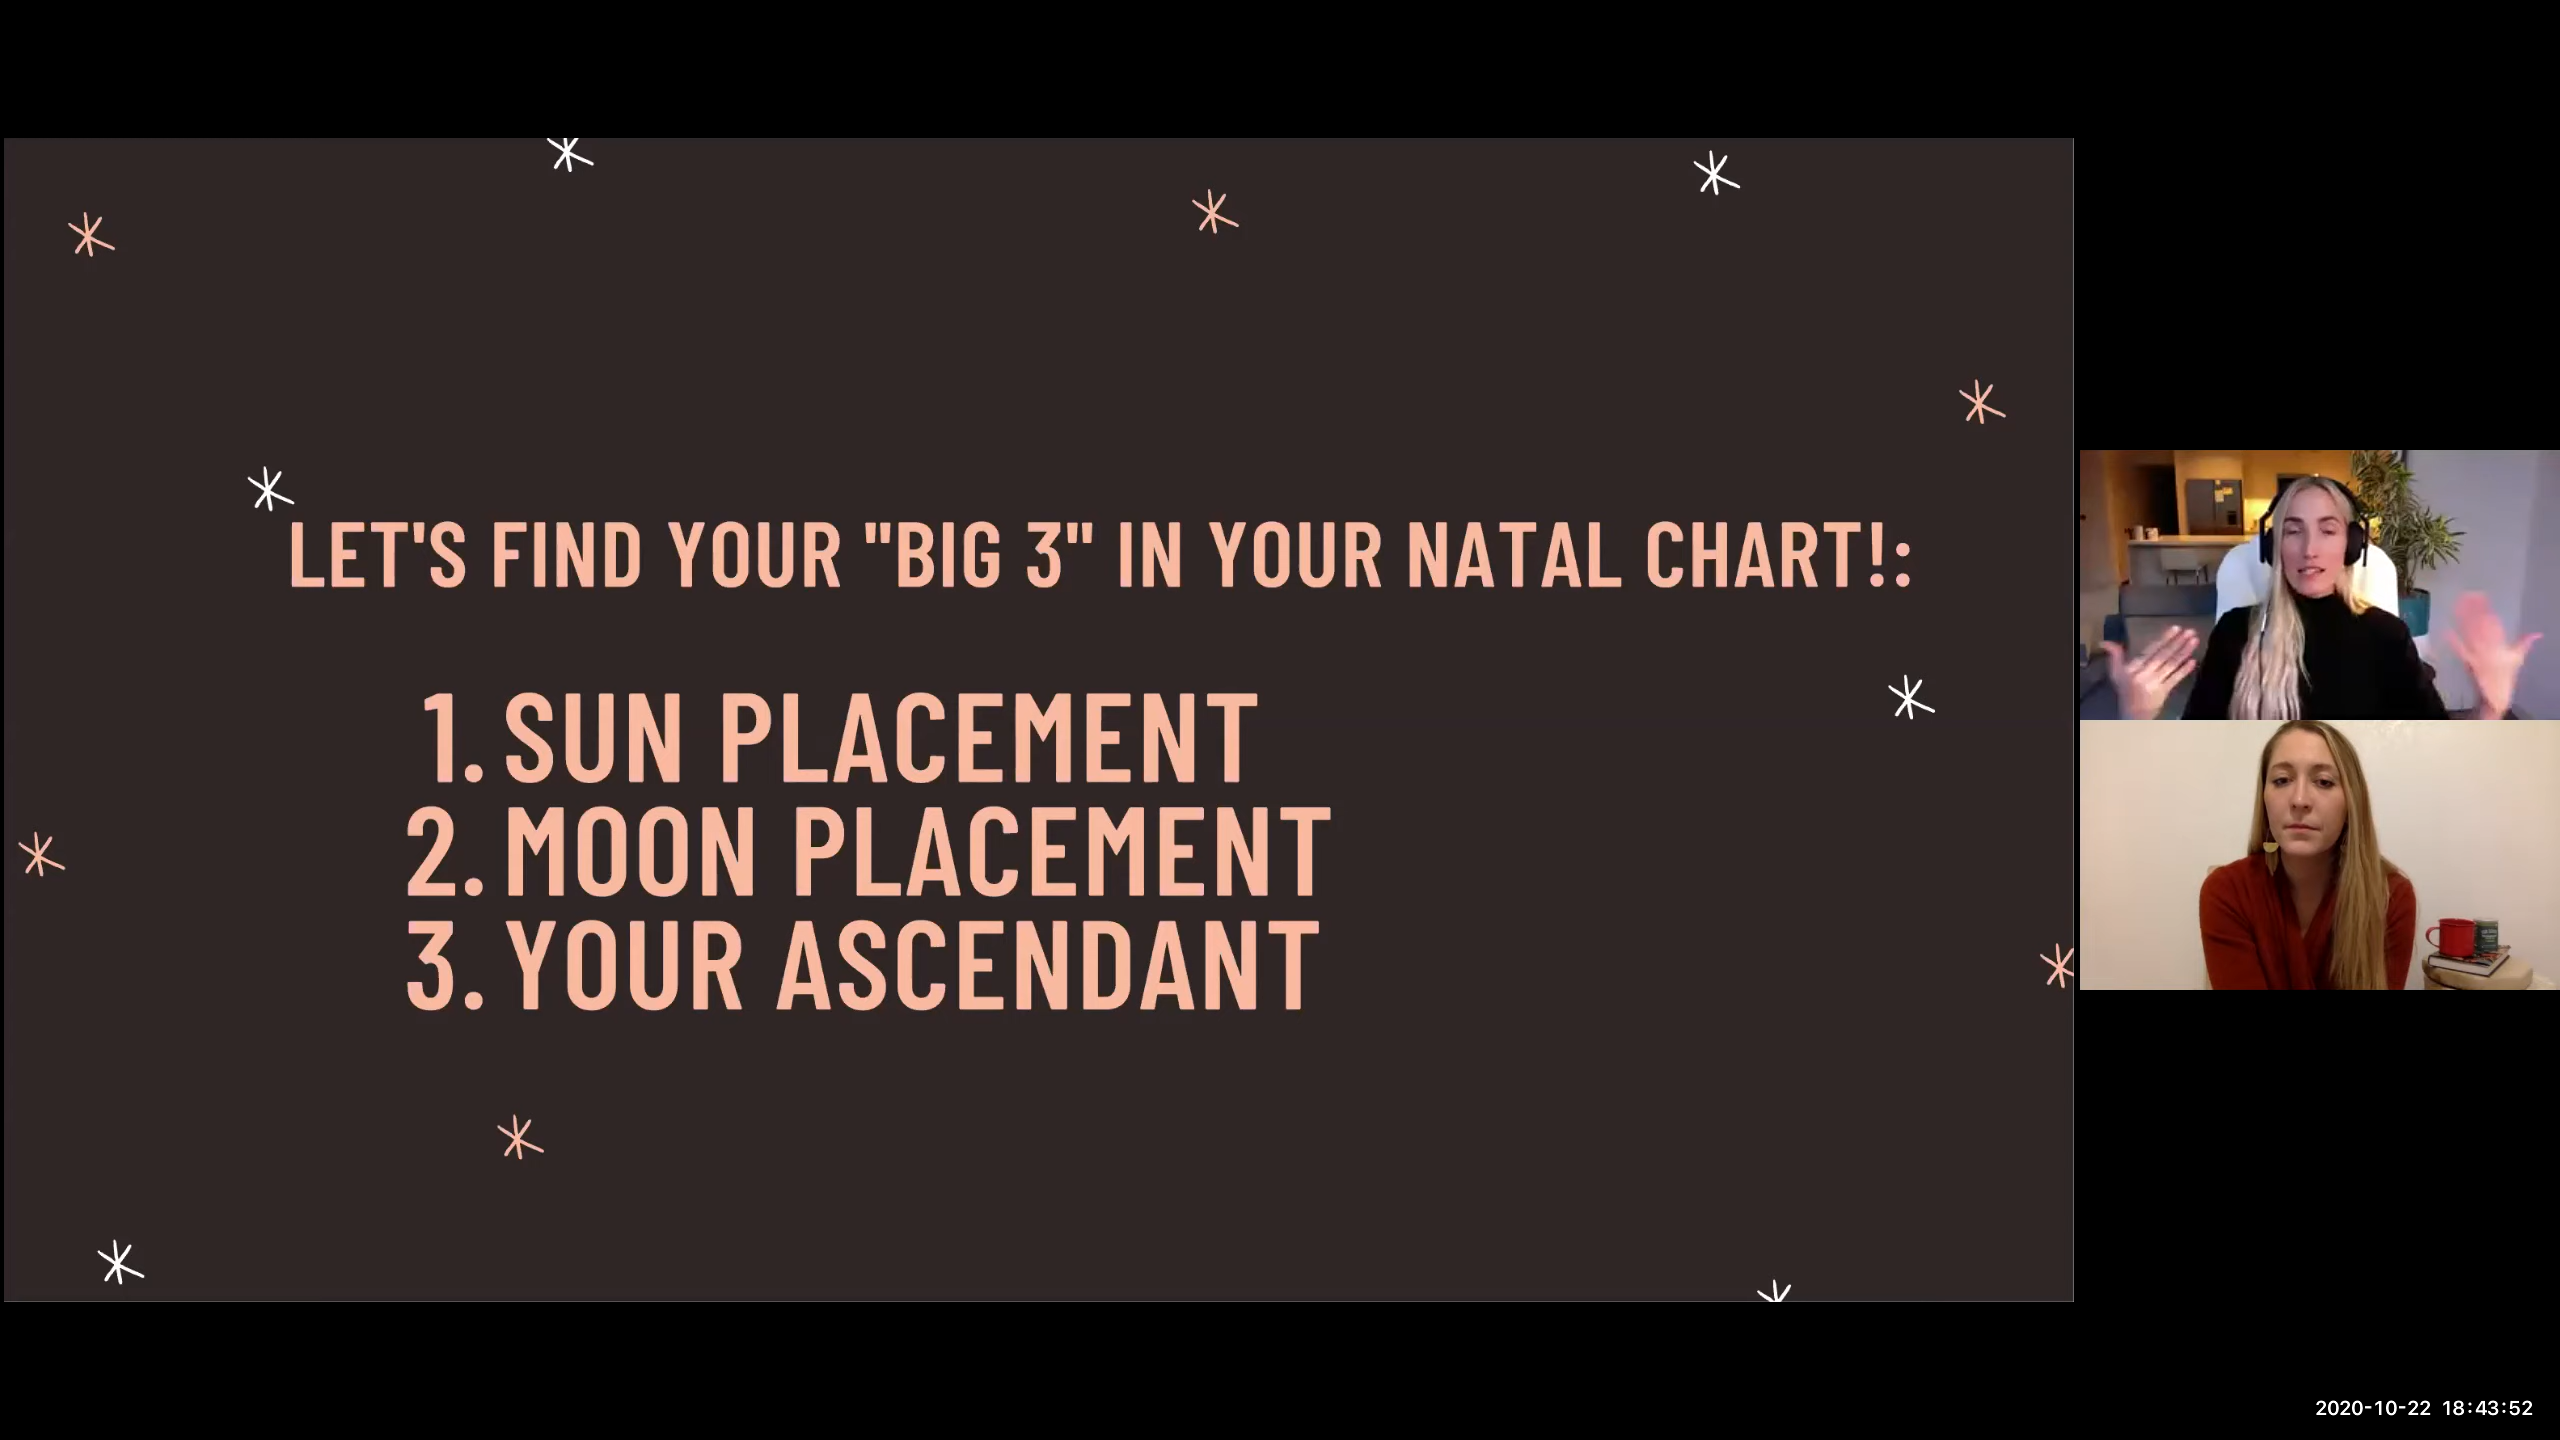 LET'S FIND YOUR "BIG 3" IN YOUR NATAL CHART!:
1. SUN PLACEMENT
2. MOON PLACEMENT
3. YOUR ASCENDANT
2020-10-22 18:43:52